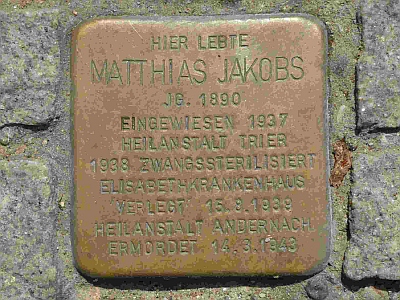 HIER LEBTE
MATTHIAS JAKOBS
JG. 1890
EINGEWIESEN 1937
HEILANSTALT TRIER
1938 ZWANGSSTERILISIERT
ELISABETHKRANKENHAUS
VERLEGT 15.9.1939
HEILANSTALT ANDERNACH
ERMORDET 14.3.1943